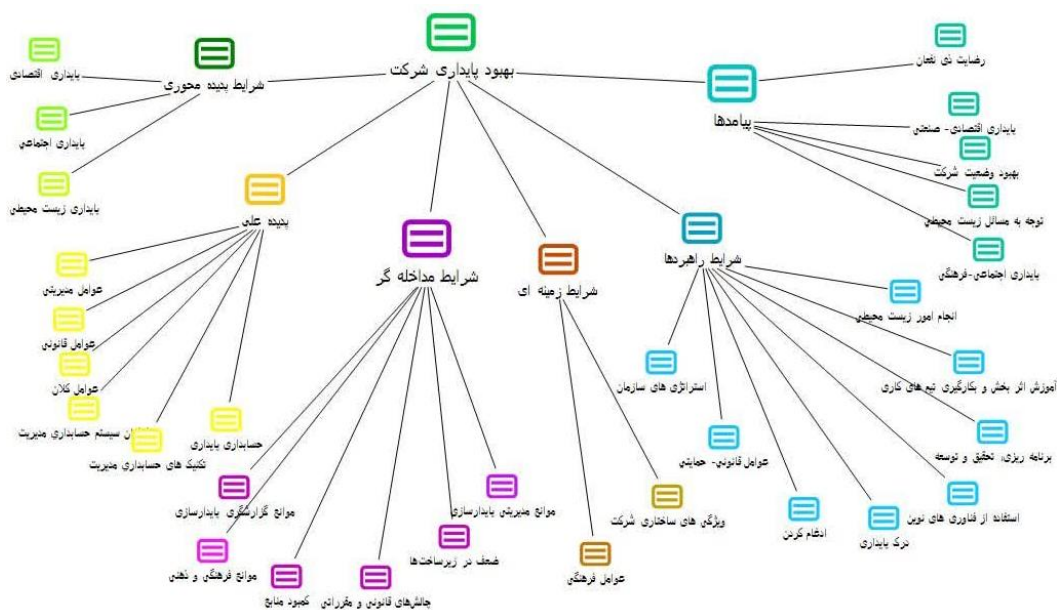 بهبود پایداری شرکت
شرایط پدیده محوری
پایداری اقتصادی
پایداری اجتماعی
پایداری زیست محیطی
پیامدها
رضایت ذی نفعان
پایداری اقتصادی- صنعتی
بهبود وضعیت شرکت
توجه به مسائل زیست محیطی
پایداری اجتماعی-فرهنگی
پدیده علی
عوامل مدیریتی
عوامل قانونی
عوامل کلان
سیستم حسابداری مدیریت
تکنیک های حسابداری مدیریت
حسابداری پایداری
شرایط مداخله گر
موانع گزارشگری پایدارسازی
موانع فرهنگی و ذهنی
کمبود منابع
چالش‌های قانونی و مقرراتی
ضعف در زیرساخت‌ها
موانع مدیریتی پایدارسازی
شرایط زمینه ای
عوامل فرهنگی
ویژگی های ساختاری شرکت
شرایط راهبردها
انجام امور زیست محیطی
آموزش اثر بخش و بکارگیری تیم های کاری
برنامه ریزی، تحقیق و توسعه
استفاده از فناوری های نوین
درک پایداری
ادغام کردن
عوامل قانونی- حمایتی
استراتژی های سازمان